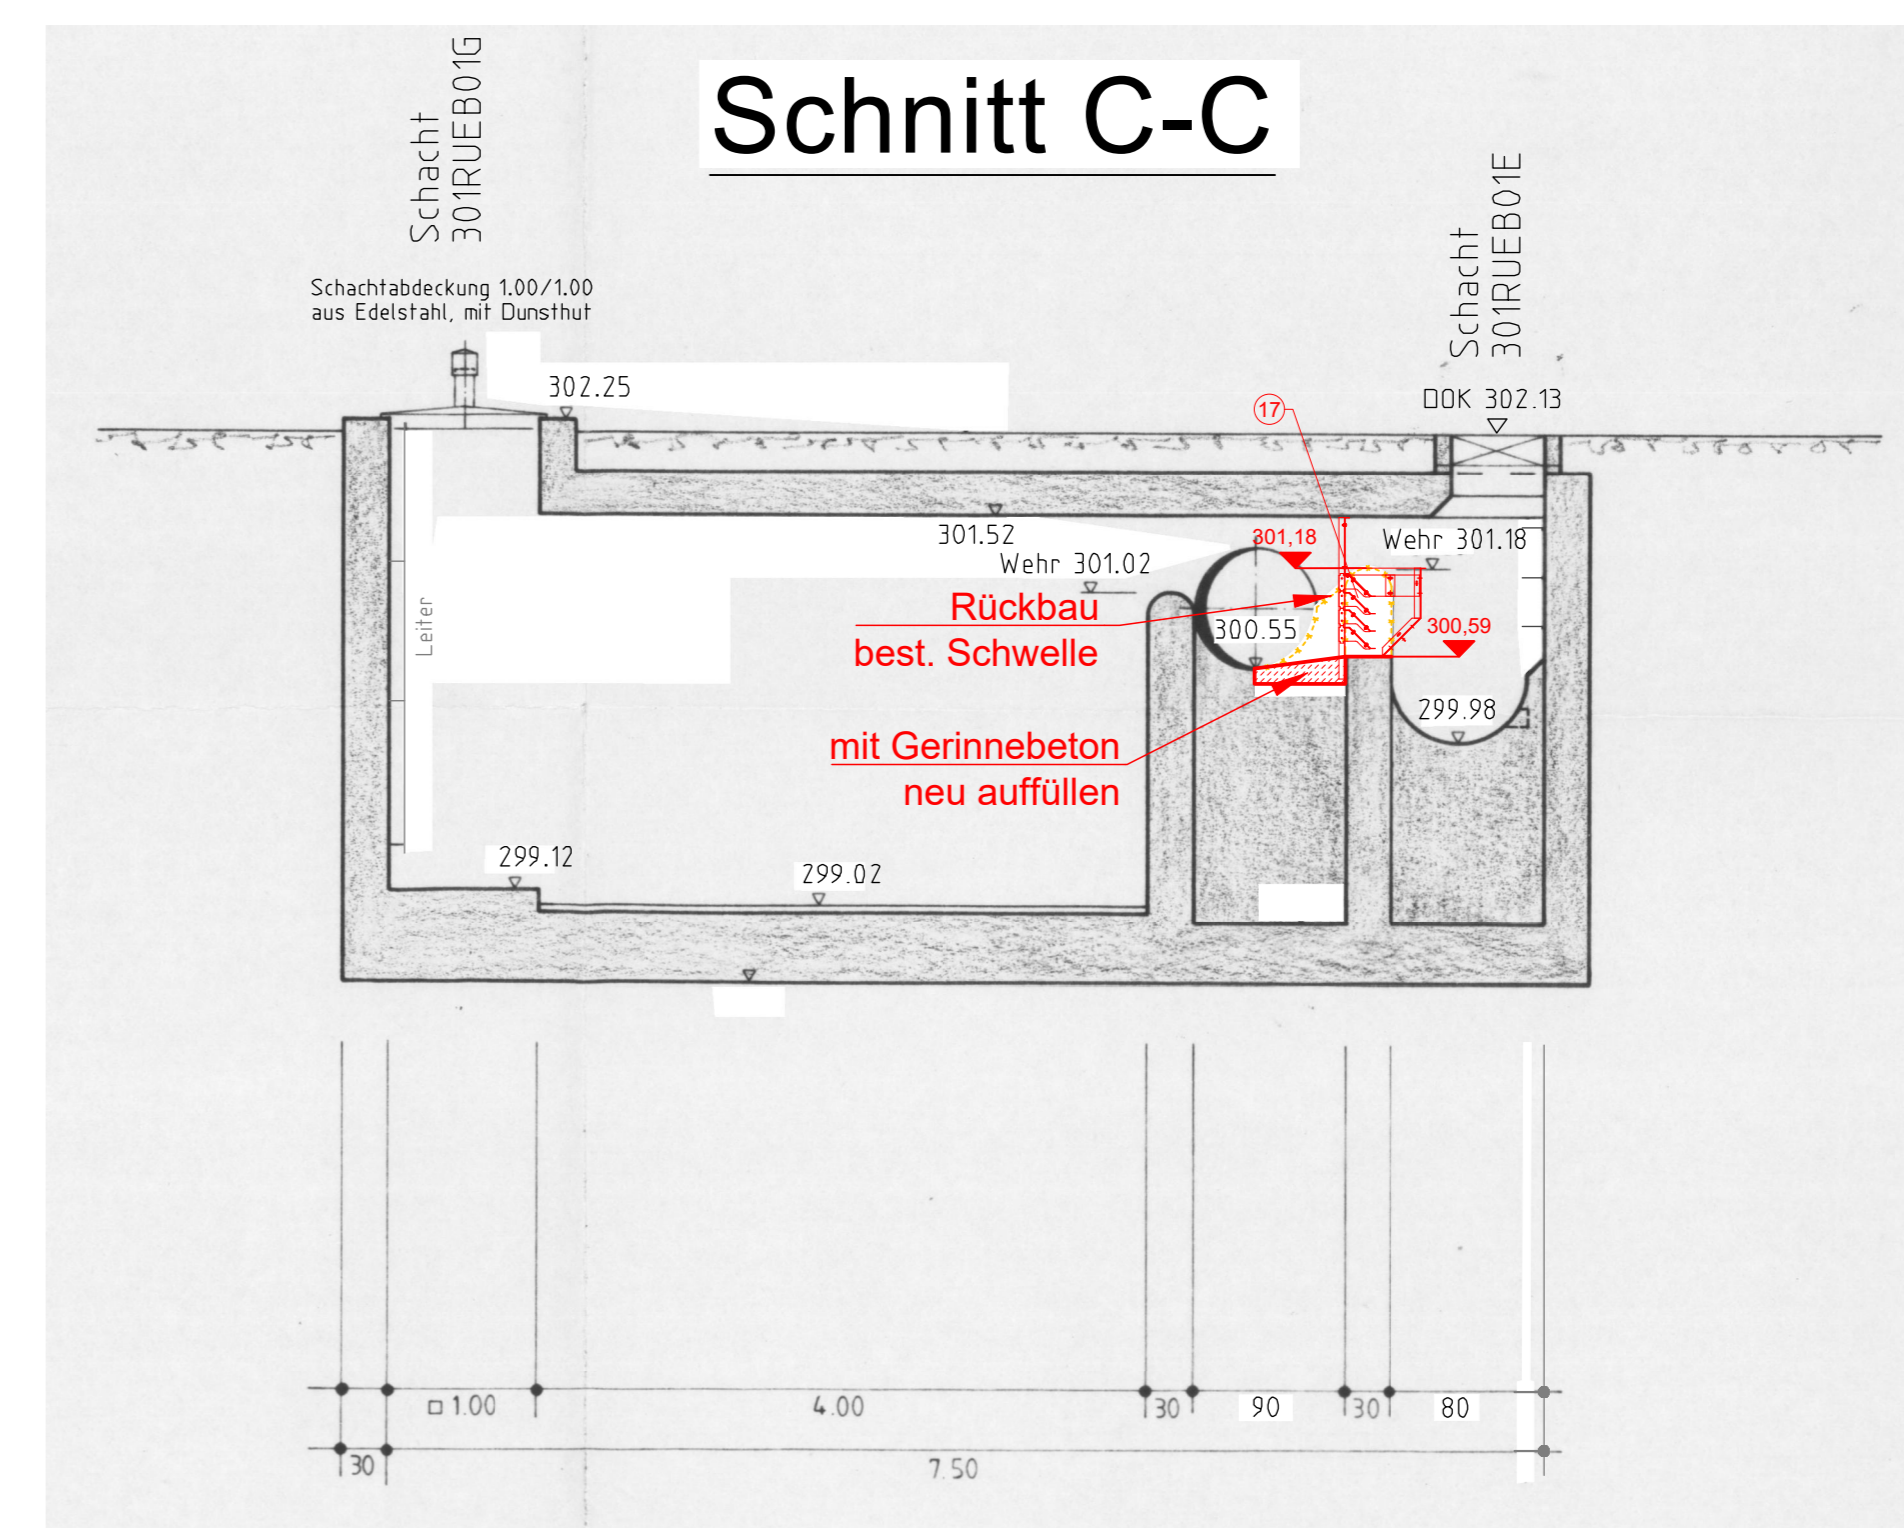 Schnitt C-C
Schacht
301RUEB01G
Schacht
301RUEB01E
Schachtabdeckung 1.00/1.00
aus Edelstahl, mit Dunsthut
302.25
DOK 302.13
17
301.52
301,18
Wehr 301.18
Wehr 301.02
Rückbau
best. Schwelle
300.55
300,59
Leiter
299.98
mit Gerinnebeton
neu auffüllen
299.12
299.02
1.00
4.00
30
90
30
80
30
7.50